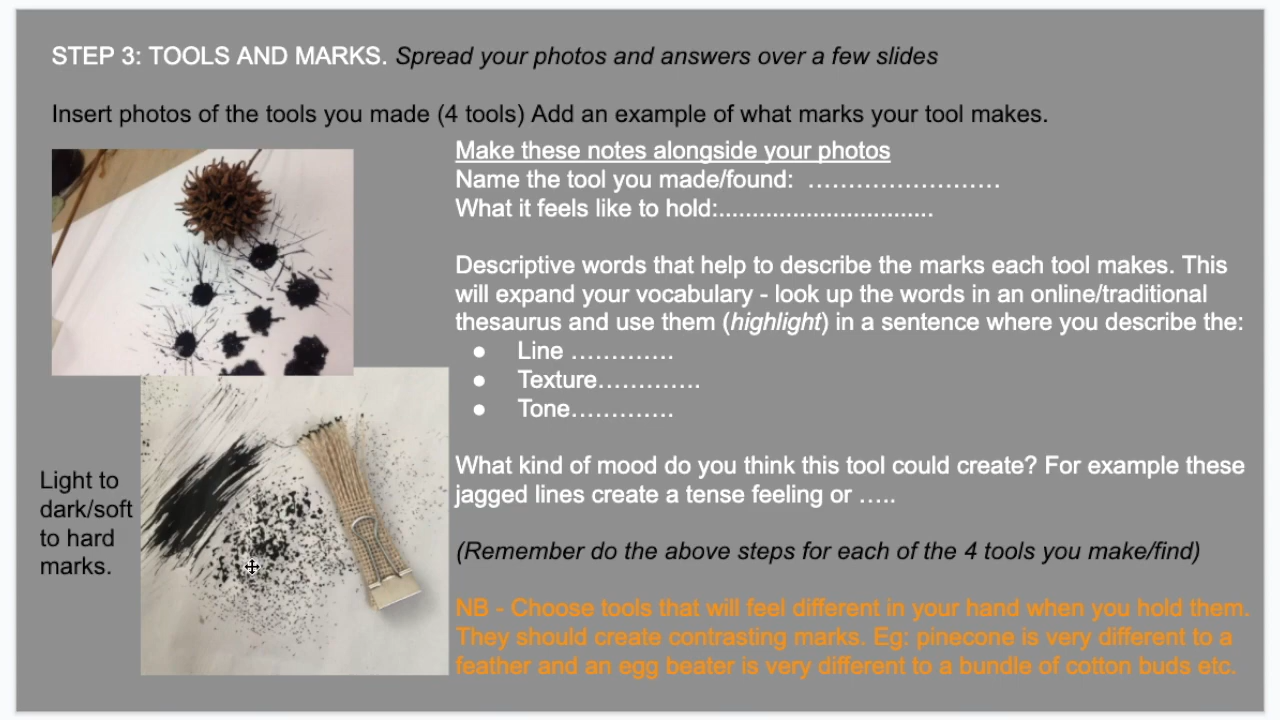 STEP 3: TOOLS AND MARKS. Spread your photos and answers over a few slides
Insert photos of the tools you made (4 tools) Add an example of what marks your tool makes.
Make these notes alongside your photos
Name the tool you made/found: ……………………
What it feels like to hold:................................
Descriptive words that help to describe the marks each tool makes. This
will expand your vocabulary - look up the words in an online/traditional
thesaurus and use them (highlight) in a sentence where you describe the:
● Line ………….
● Texture………….
● Tone………….
What kind of mood do you think this tool could create? For example these
jagged lines create a tense feeling or …..
Light to
dark/soft
to hard
marks.
(Remember do the above steps for each of the 4 tools you make/find)
NB - Choose tools that will feel different in your hand when you hold them.
They should create contrasting marks. Eg: pinecone is very different to a
feather and an egg beater is very different to a bundle of cotton buds etc.